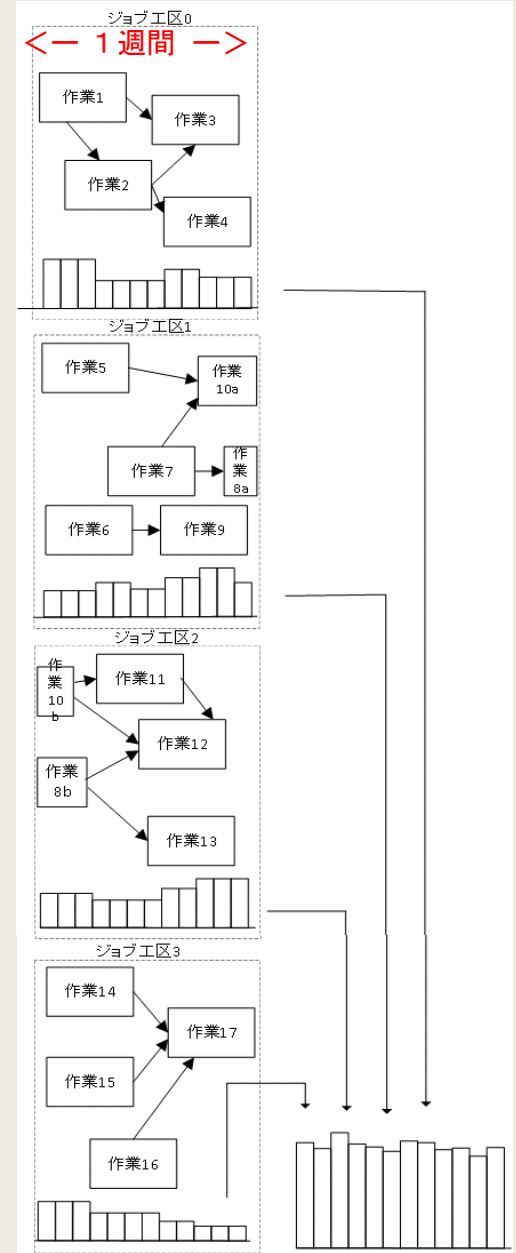 ジョブ工区0
<ー 1週間 ー>
作業1
作業3
作業2
作業4
ジョブ工区1
作業5
作業
10a
作業7
作
業
8a
作業6
作業9
ジョブ工区2
作
業
10
b
作業11
作業12
作業
8b
作業13
ジョブ工区3
作業14
作業17
作業15
作業16